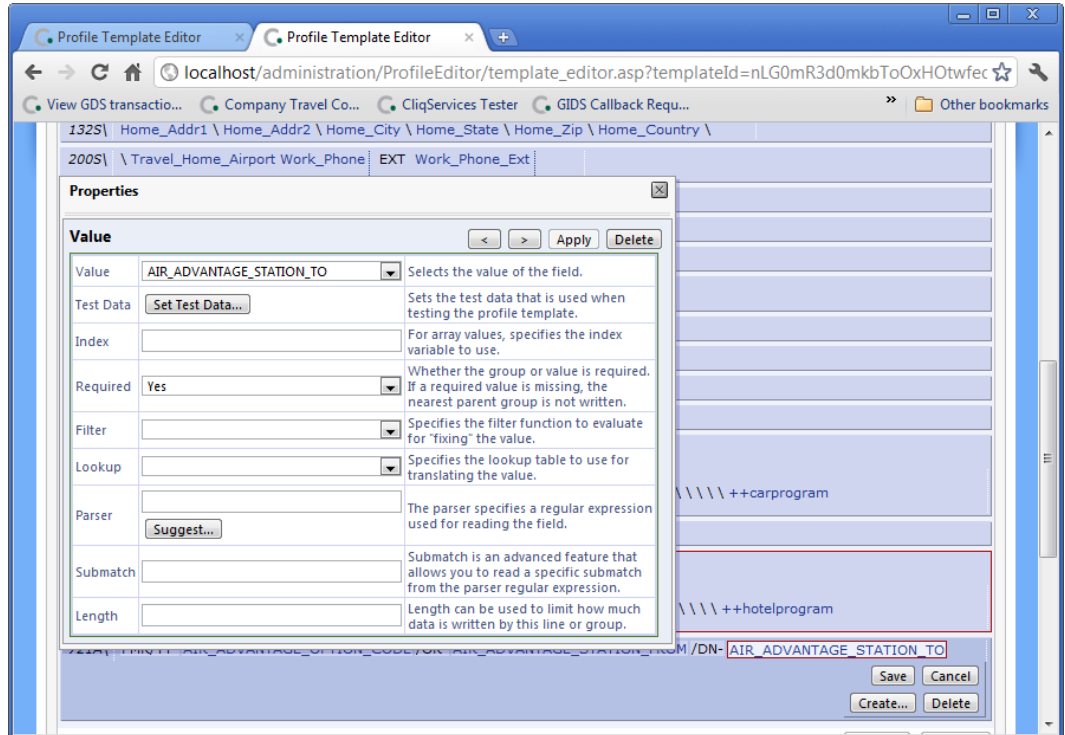 Profile Template Editor
Profile Template Editor
localhost/administration/ProfileEditor/template_editor.asp?templateId=nLG0mR3d0mkbToOxHOtwfec
View GDS transactio... Company Travel Co... CliqServices Tester GIDS Callback Requ... » Other bookmarks
132S\ Home_Addr1 \ Home_Addr2 \ Home_City \ Home_State \ Home_Zip \ Home_Country \
200S\ \ Travel_Home_Airport Work_Phone EXT Work_Phone_Ext
Properties
Value < > Apply Delete
Value AIR_ADVANTAGE_STATION_TO Selects the value of the field.
Test Data Set Test Data... Sets the test data that is used when
testing the profile template.
Index For array values, specifies the index
variable to use.
Whether the group or value is required.
Required Yes If a required value is missing, the
nearest parent group is not written.
Filter Specifies the filter function to evaluate
for "fixing" the value.
Lookup Specifies the lookup table to use for
translating the value.
Parser The parser specifies a regular expression
used for reading the field.
Suggest...
Submatch is an advanced feature that
Submatch allows you to read a specific submatch
from the parser regular expression.
Length Length can be used to limit how much
data is written by this line or group.
\ \ \ \ \ ++carprogram
\ \ \ \ ++hotelprogram
AIR_ADVANTAGE_OPTION_CODE /OR- AIR_ADVANTAGE_STATION_FROM /DN- AIR_ADVANTAGE_STATION_TO
Save Cancel
Create... Delete